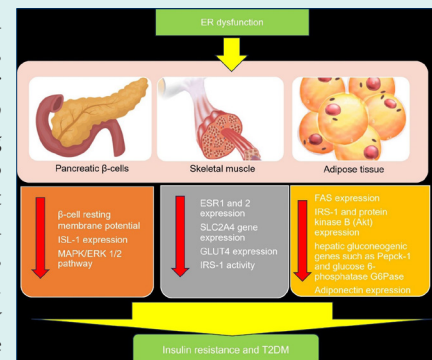 ER dysfunction
Pancreatic β-cells
Skeletal muscle
Adipose tissue
β-cell resting
membrane potential
ISL-1 expression
MAPK/ERK 1/2
pathway
ESR1 and 2
expression
SLC2A4 gene
expression
GLUT4 expression
IRS-1 activity
FAS expression
IRS-1 and protein
kinase B (Akt)
expression
hepatic gluconeogenic
genes such as Pepck-1
and glucose 6-
phosphatase G6Pase
Adiponectin expression
Insulin resistance and T2DM